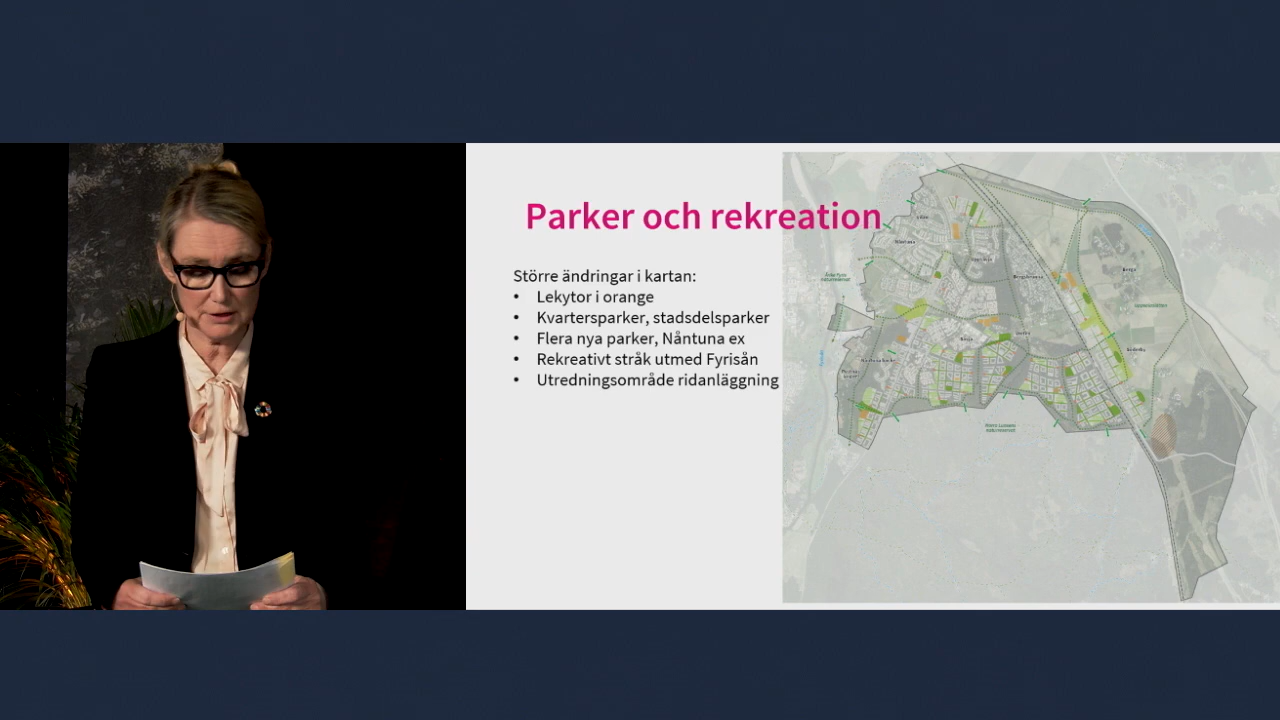 Parker och rekreation
Större ändringar i kartan:
• Lekytor i orange
• Kvartersparker, stadsdelsparker
• Flera nya parker, Nåntuna ex
• Rekreativt stråk utmed Fyrisån
• Utredningsområde ridanläggning